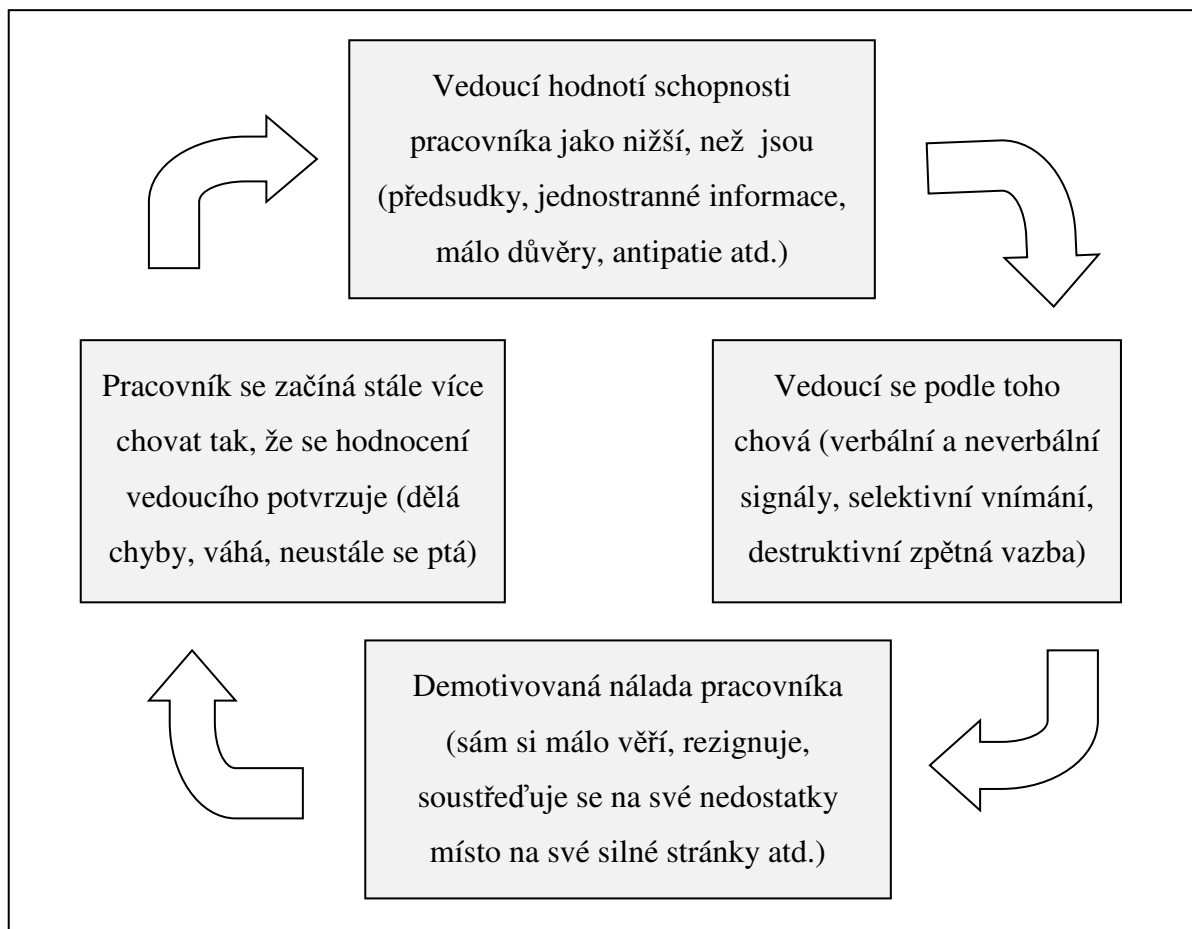 Vedoucí hodnotí schopnosti
pracovníka jako nižší, než jsou
(předsudky, jednostranné informace,
málo důvěry, antipatie atd.)
Vedoucí se podle toho
chová (verbální a neverbální
signály, selektivní vnímání,
destruktivní zpětná vazba)
Demotivovaná nálada pracovníka
(sám si málo věří, rezignuje,
soustřeďuje se na své nedostatky
místo na své silné stránky atd.)
Pracovník se začíná stále více
chovat tak, že se hodnocení
vedoucího potvrzuje (dělá
chyby, váhá, neustále se ptá)